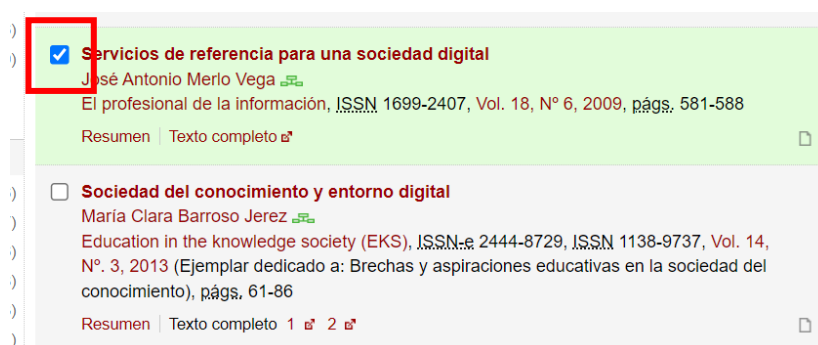 Servicios de referencia para una sociedad digital
José Antonio Merlo Vega
El profesional de la información, ISSN 1699-2407, Vol. 18, Nº 6, 2009, págs. 581-588
Resumen Texto completo
Sociedad del conocimiento y entorno digital
María Clara Barroso Jerez
Education in the knowledge society (EKS), ISSN-e 2444-8729, ISSN 1138-9737, Vol. 14,
Nº. 3, 2013 (Ejemplar dedicado a: Brechas y aspiraciones educativas en la sociedad del
conocimiento), págs. 61-86
Resumen Texto completo 1 2